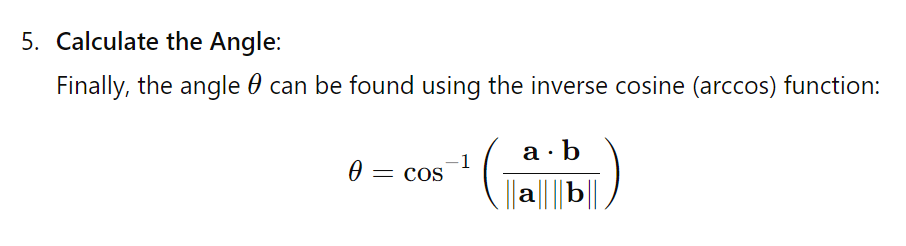 5. Calculate the Angle:
Finally, the angle θ can be found using the inverse cosine (arccos) function:
θ = cos⁻¹ ( a · b / ‖a‖‖b‖ )